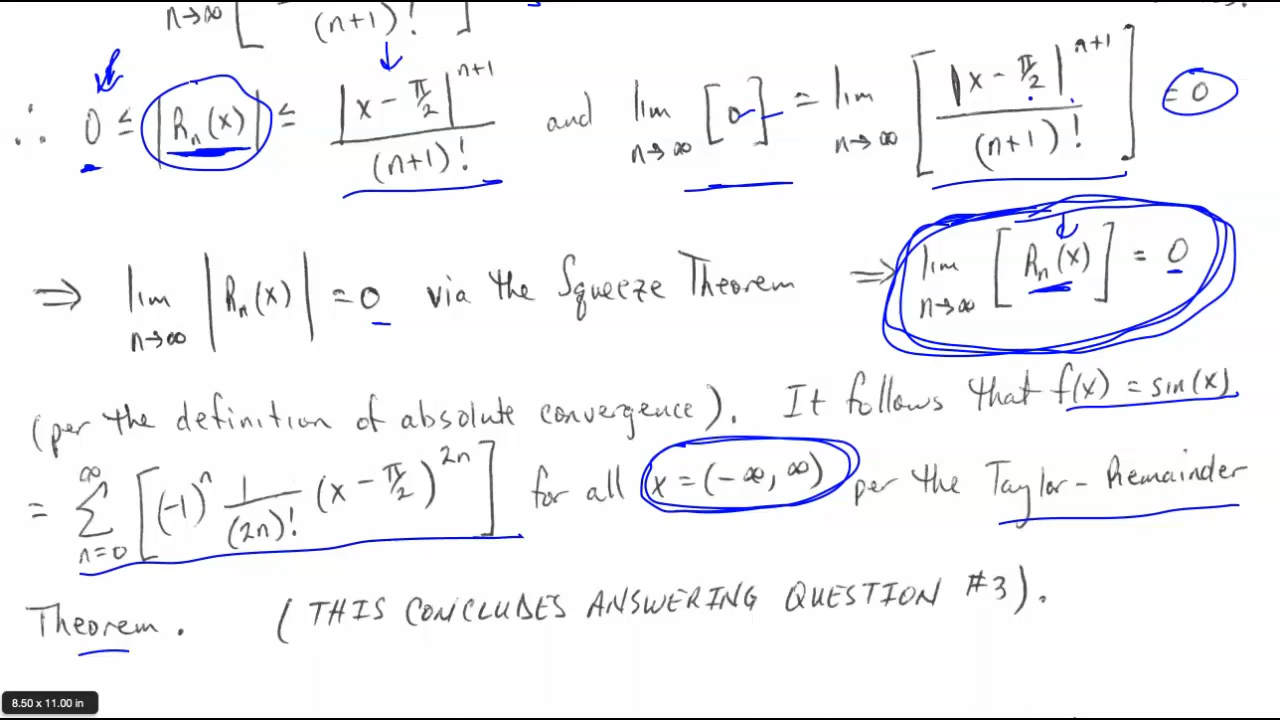 n→∞ [ (n+1)! ]
∴ 0 ≤ |Rₙ(x)| ≤ |x - π/2|^(n+1) / (n+1)! and lim n→∞ [0] = lim n→∞ [ |x - π/2|^(n+1) / (n+1)! ] = 0
⇒ lim n→∞ |Rₙ(x)| = 0 via the Squeeze Theorem ⇒ lim n→∞ [Rₙ(x)] = 0
(per the definition of absolute convergence). It follows that f(x) = sin(x)
= ∑ n=0 ∞ [ (-1)^n 1/(2n)! (x - π/2)^(2n) ] for all x = (-∞, ∞) per the Taylor-Remainder
Theorem. (THIS CONCLUDES ANSWERING QUESTION #3).
8.50 x 11.00 in